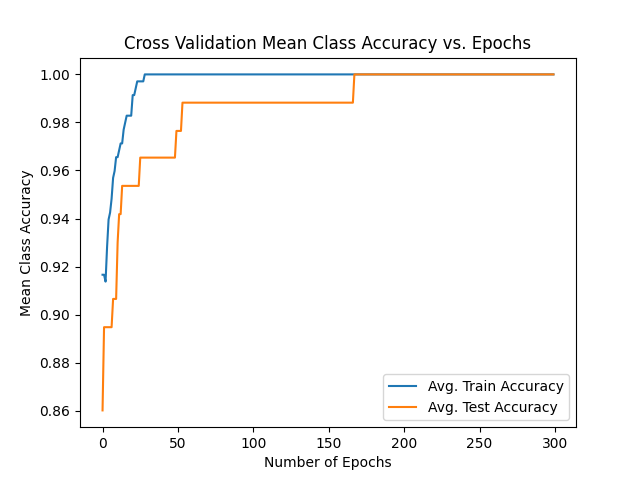 Cross Validation Mean Class Accuracy vs. Epochs
1.00
0.98
0.96
0.94
0.92
0.90
0.88
0.86
Mean Class Accuracy
Avg. Train Accuracy
Avg. Test Accuracy
0 50 100 150 200 250 300
Number of Epochs